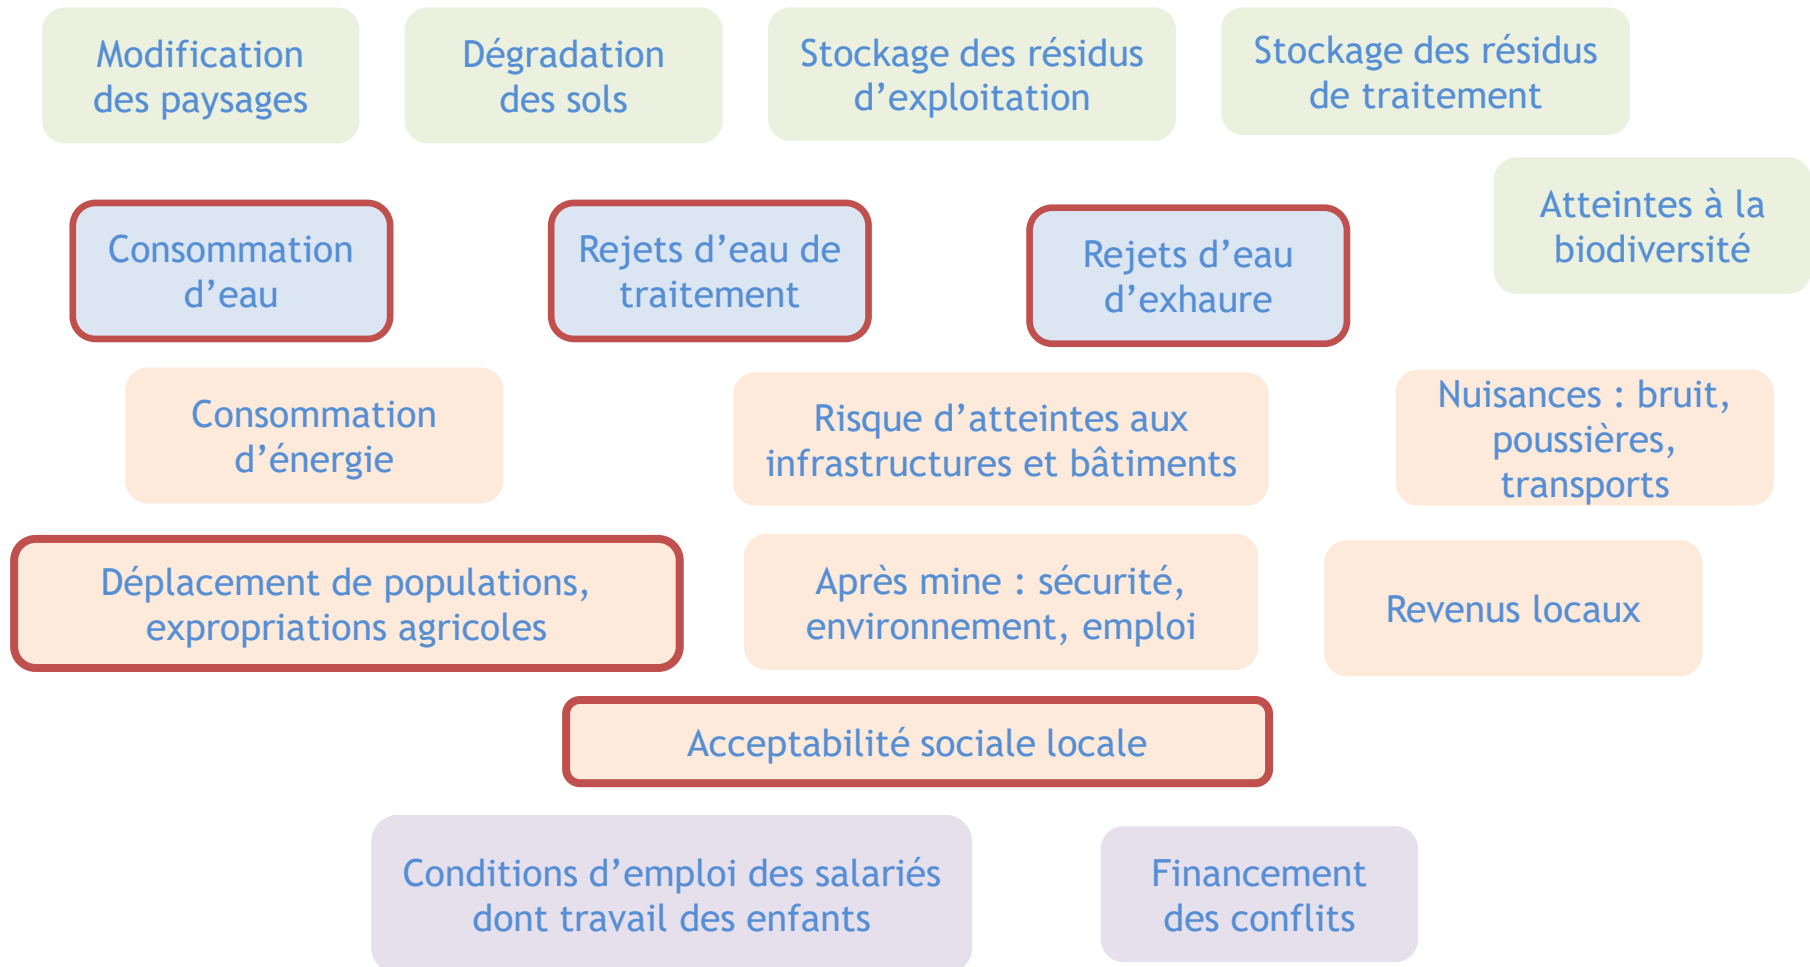 Modification
des paysages
Dégradation
des sols
Stockage des résidus
d’exploitation
Stockage des résidus
de traitement
Atteintes à la
biodiversité
Consommation
d’eau
Rejets d’eau de
traitement
Rejets d’eau
d’exhaure
Consommation
d’énergie
Risque d’atteintes aux
infrastructures et bâtiments
Nuisances : bruit,
poussières,
transports
Déplacement de populations,
expropriations agricoles
Après mine : sécurité,
environnement, emploi
Revenus locaux
Acceptabilité sociale locale
Conditions d’emploi des salariés
dont travail des enfants
Financement
des conflits